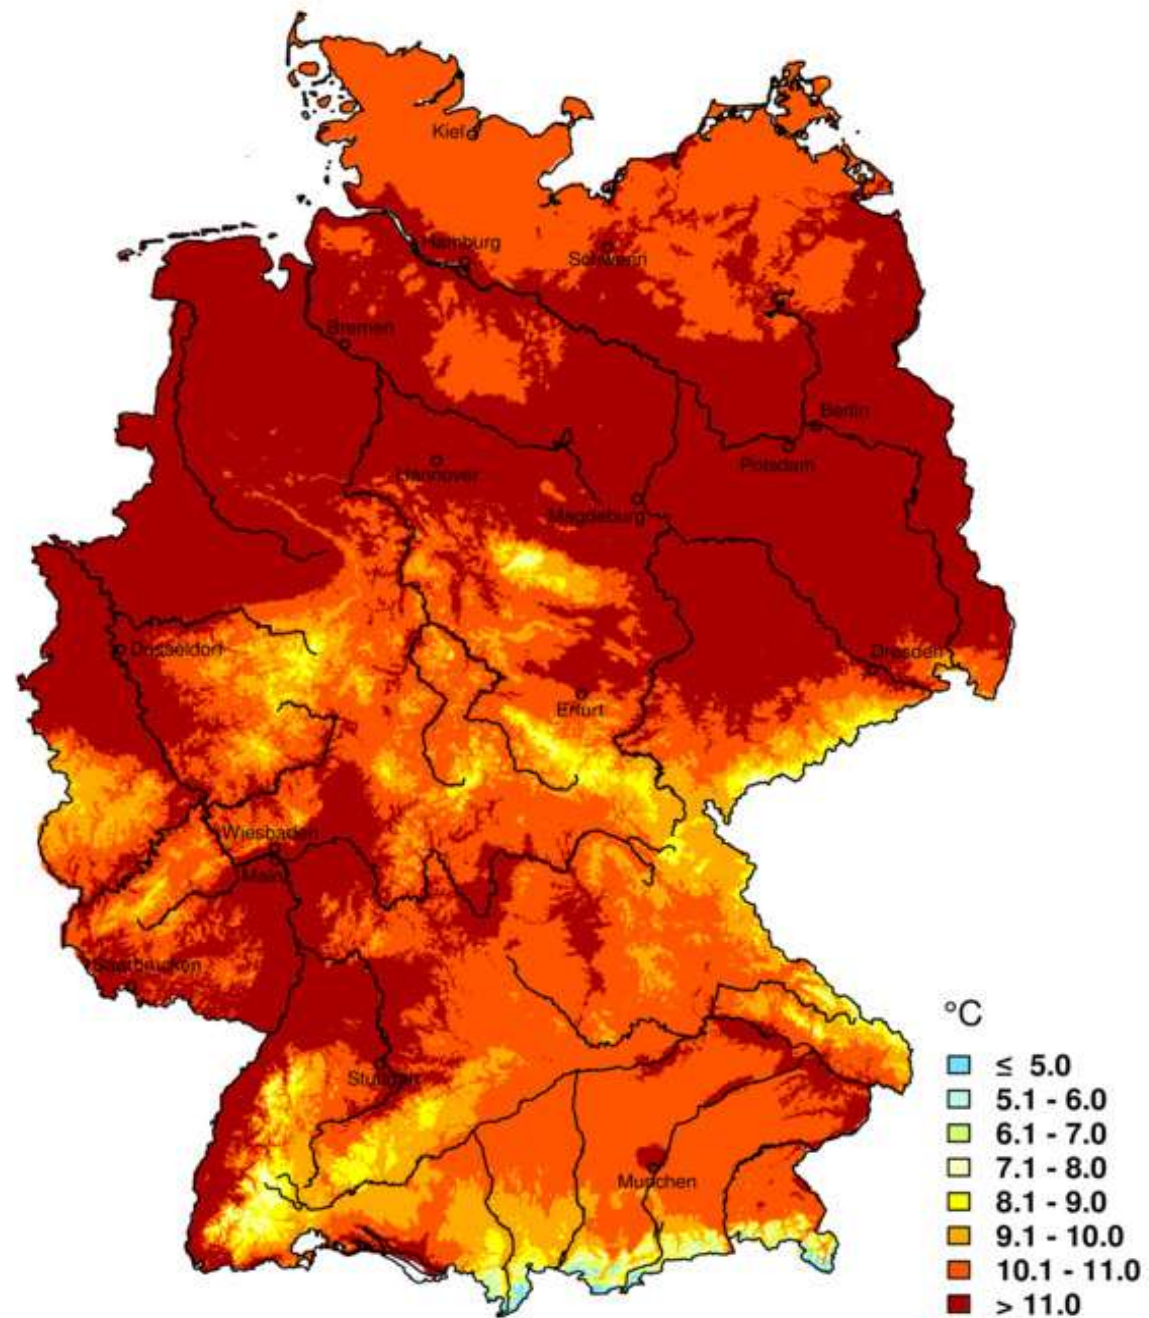 Kiel
Hamburg
Schwerin
Bremen
Berlin
Hannover
Potsdam
Magdeburg
Düsseldorf
Dresden
Erfurt
Wiesbaden
Mainz
Saarbrücken
Stuttgart
München
°C
≤ 5.0
5.1 - 6.0
6.1 - 7.0
7.1 - 8.0
8.1 - 9.0
9.1 - 10.0
10.1 - 11.0
> 11.0